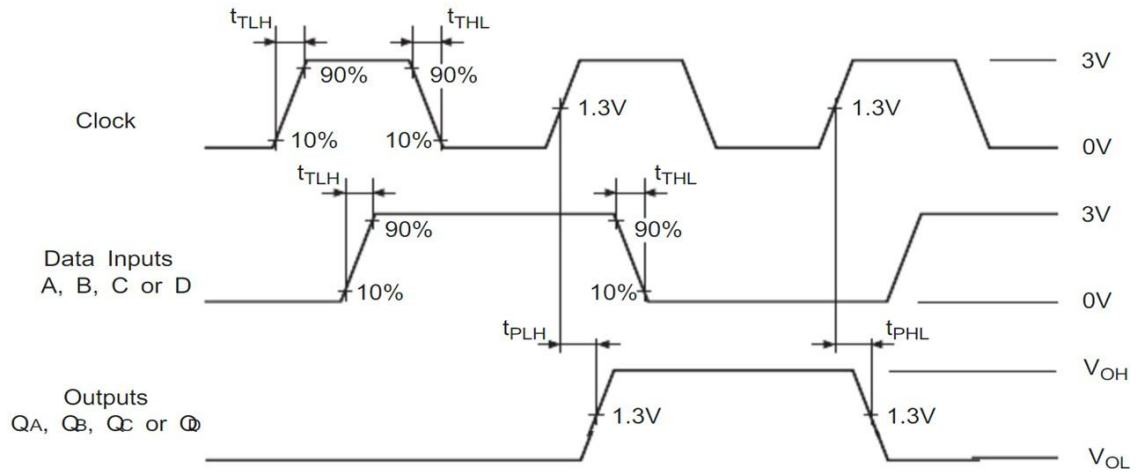 tTLH tTHL
3V
90% 90%
Clock 1.3V 1.3V
10% 10% 0V
tTLH tTHL
3V
90% 90%
Data Inputs
A, B, C or D 10% 10%
0V
tPLH tPHL
VOH
Outputs
QA, QB, QC or QD 1.3V 1.3V
VOL